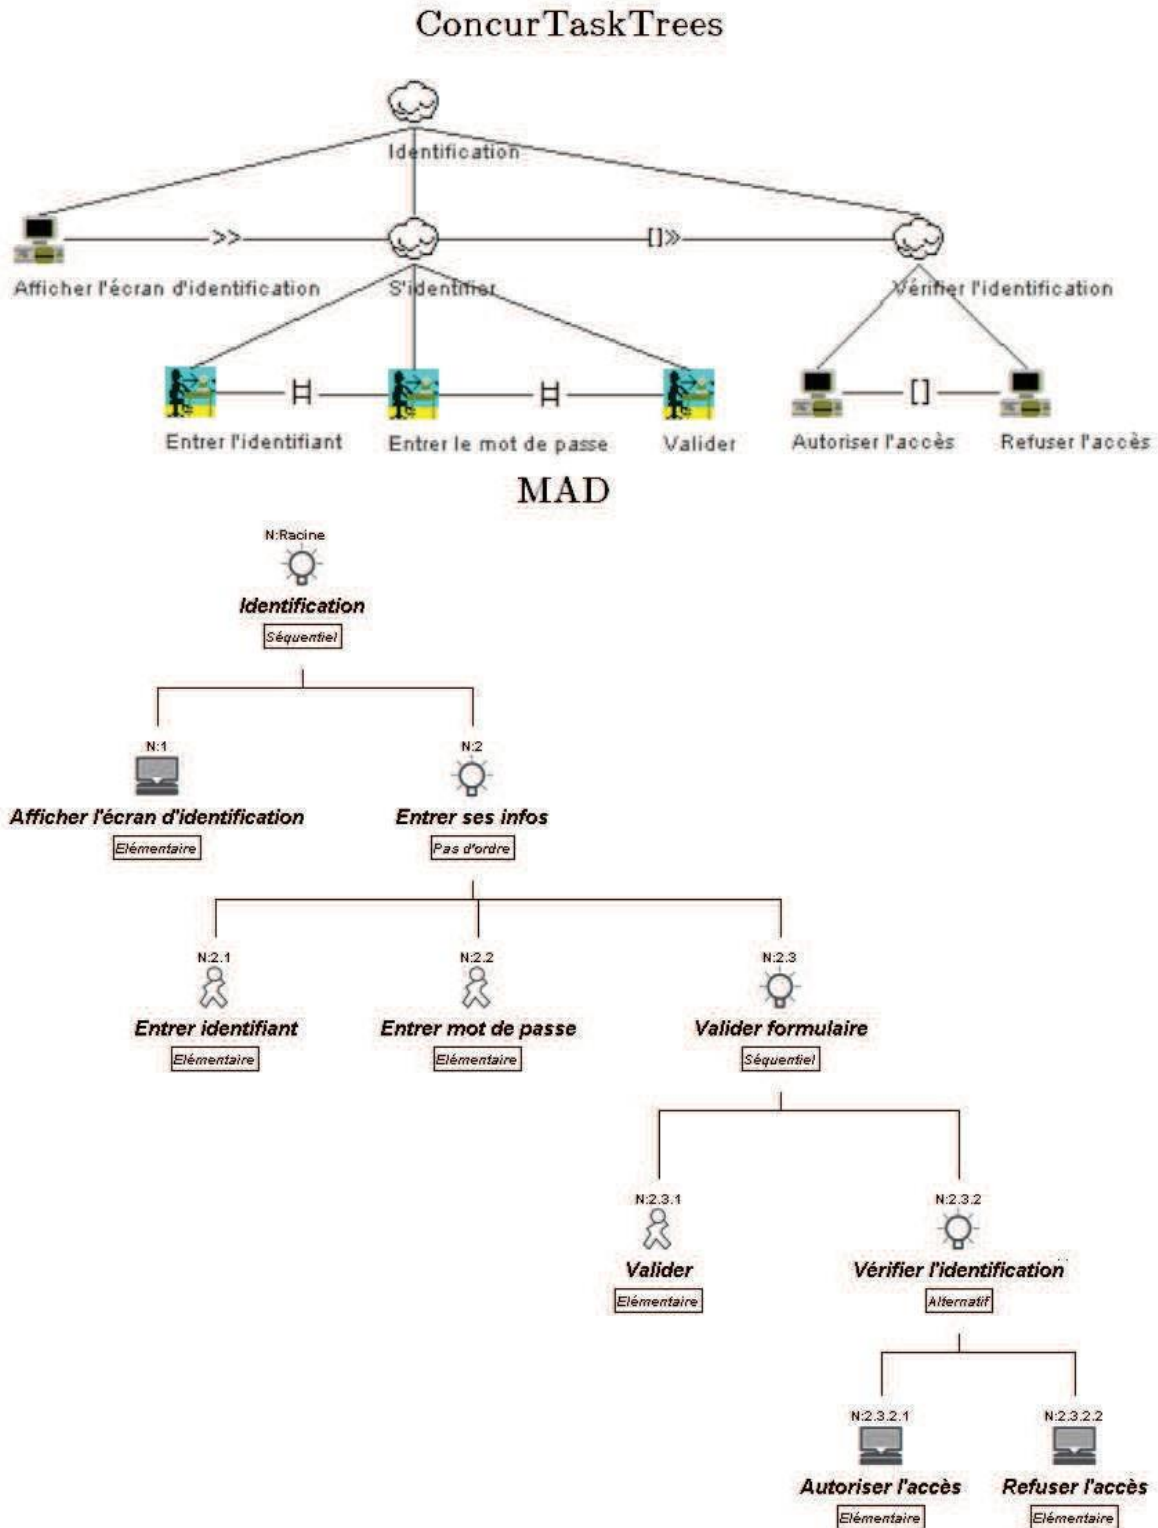 ConcurTaskTrees
Identification
>> []>>
Afficher l'écran d'identification S'identifier Vérifier l'identification
|=| |=| []
Entrer l'identifiant Entrer le mot de passe Valider Autoriser l'accès Refuser l'accès
MAD
N:Racine
Identification
Séquentiel
N:1 N:2
Afficher l'écran d'identification Entrer ses infos
Elémentaire Pas d'ordre
N:2.1 N:2.2 N:2.3
Entrer identifiant Entrer mot de passe Valider formulaire
Elémentaire Elémentaire Séquentiel
N:2.3.1 N:2.3.2
Valider Vérifier l'identification
Elémentaire Alternatif
N:2.3.2.1 N:2.3.2.2
Autoriser l'accès Refuser l'accès
Elémentaire Elémentaire